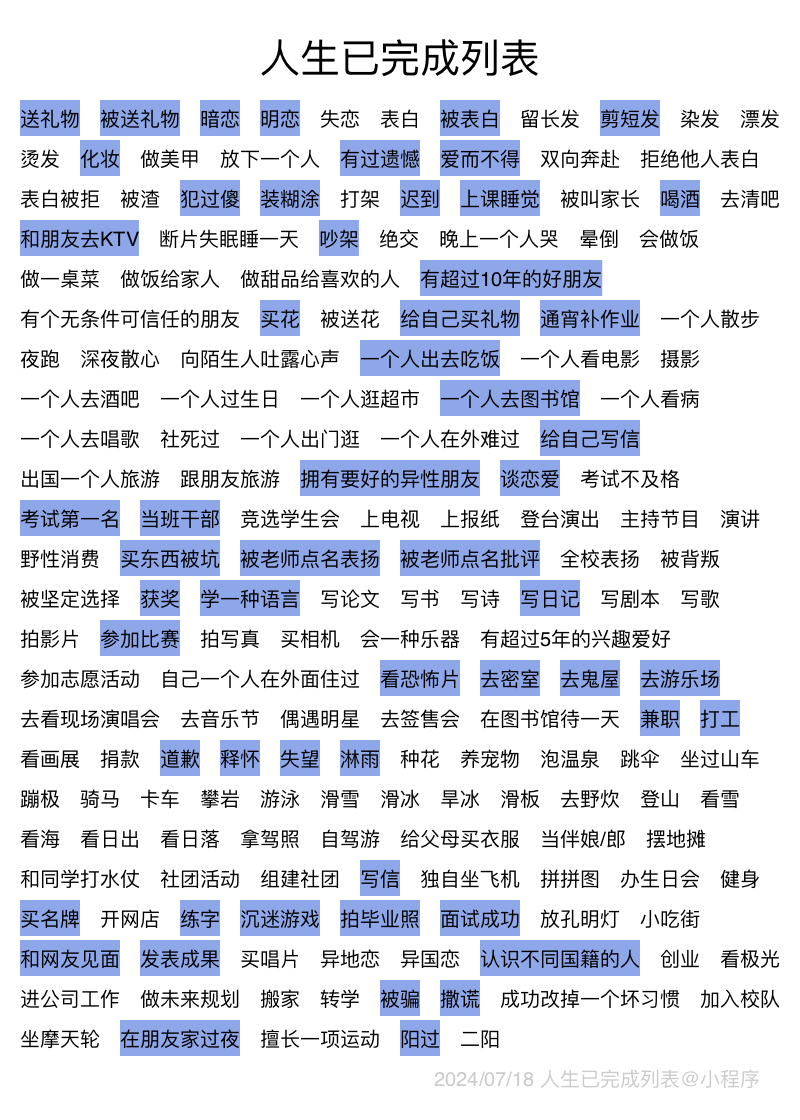 人生已完成列表
送礼物 被送礼物 暗恋 明恋 失恋 表白 被表白 留长发 剪短发 染发 漂发
烫发 化妆 做美甲 放下一个人 有过遗憾 爱而不得 双向奔赴 拒绝他人表白
表白被拒 被渣 犯过傻 装糊涂 打架 迟到 上课睡觉 被叫家长 喝酒 去清吧
和朋友去KTV 断片失眠睡一天 吵架 绝交 晚上一个人哭 晕倒 会做饭
做一桌菜 做饭给家人 做甜品给喜欢的人 有超过10年的好朋友
有个无条件可信任的朋友 买花 被送花 给自己买礼物 通宵补作业 一个人散步
夜跑 深夜散心 向陌生人吐露心声 一个人出去吃饭 一个人看电影 摄影
一个人去酒吧 一个人过生日 一个人逛超市 一个人去图书馆 一个人看病
一个人去唱歌 社死过 一个人出门逛 一个人在外难过 给自己写信
出国一个人旅游 跟朋友旅游 拥有要好的异性朋友 谈恋爱 考试不及格
考试第一名 当班干部 竞选学生会 上电视 上报纸 登台演出 主持节目 演讲
野性消费 买东西被坑 被老师点名表扬 被老师点名批评 全校表扬 被背叛
被坚定选择 获奖 学一种语言 写论文 写书 写诗 写日记 写剧本 写歌
拍影片 参加比赛 拍写真 买相机 会一种乐器 有超过5年的兴趣爱好
参加志愿活动 自己一个人在外面住过 看恐怖片 去密室 去鬼屋 去游乐场
去看现场演唱会 去音乐节 偶遇明星 去签售会 在图书馆待一天 兼职 打工
看画展 捐款 道歉 释怀 失望 淋雨 种花 养宠物 泡温泉 跳伞 坐过山车
蹦极 骑马 卡车 攀岩 游泳 滑雪 滑冰 旱冰 滑板 去野炊 登山 看雪
看海 看日出 看日落 拿驾照 自驾游 给父母买衣服 当伴娘/郎 摆地摊
和同学打水仗 社团活动 组建社团 写信 独自坐飞机 拼拼图 办生日会 健身
买名牌 开网店 练字 沉迷游戏 拍毕业照 面试成功 放孔明灯 小吃街
和网友见面 发表成果 买唱片 异地恋 异国恋 认识不同国籍的人 创业 看极光
进公司工作 做未来规划 搬家 转学 被骗 撒谎 成功改掉一个坏习惯 加入校队
坐摩天轮 在朋友家过夜 擅长一项运动 阳过 二阳
2024/07/18 人生已完成列表@小程序